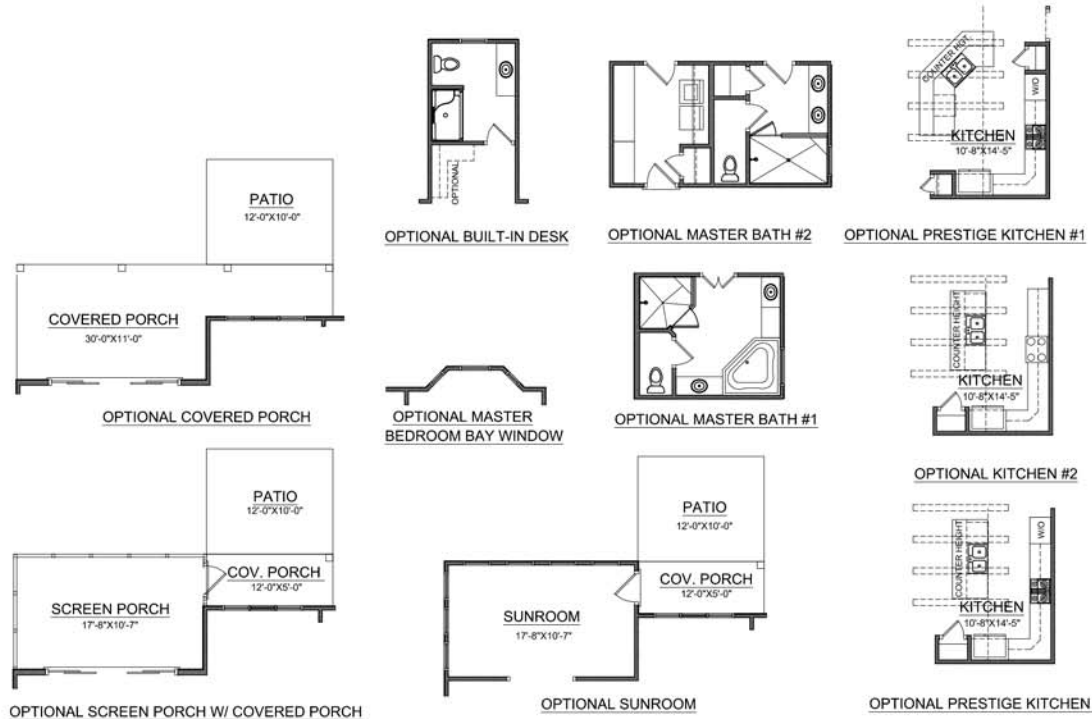 PATIO
12'-0"X10'-0"
COVERED PORCH
30'-0"X11'-0"
OPTIONAL COVERED PORCH
OPTIONAL
OPTIONAL BUILT-IN DESK
OPTIONAL MASTER BATH #2
COUNTER HGT.
W/O
KITCHEN
10'-8"X14'-5"
OPTIONAL PRESTIGE KITCHEN #1
OPTIONAL MASTER
BEDROOM BAY WINDOW
OPTIONAL MASTER BATH #1
COUNTER HEIGHT
KITCHEN
10'-8"X14'-5"
OPTIONAL KITCHEN #2
PATIO
12'-0"X10'-0"
COV. PORCH
12'-0"X5'-0"
SCREEN PORCH
17'-8"X10'-7"
OPTIONAL SCREEN PORCH W/ COVERED PORCH
PATIO
12'-0"X10'-0"
COV. PORCH
12'-0"X5'-0"
SUNROOM
17'-8"X10'-7"
OPTIONAL SUNROOM
COUNTER HEIGHT
W/O
KITCHEN
10'-8"X14'-5"
OPTIONAL PRESTIGE KITCHEN